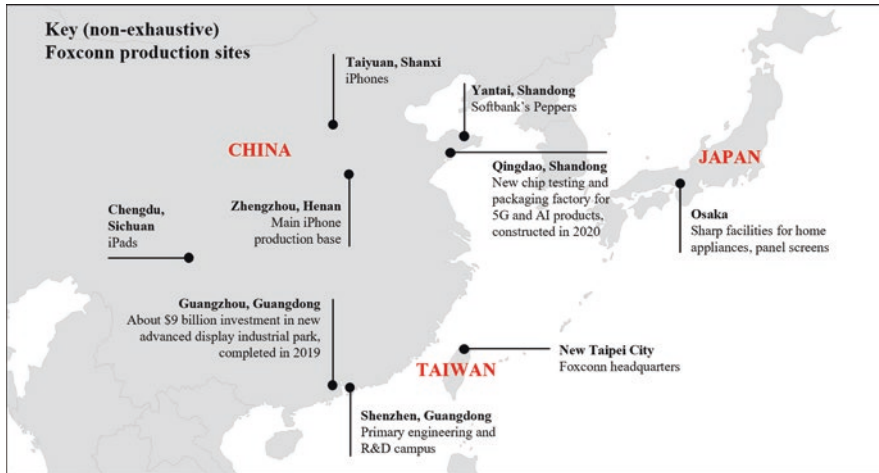 Key (non-exhaustive)
Foxconn production sites
Taiyuan, Shanxi
iPhones
Yantai, Shandong
Softbank's Peppers
CHINA
JAPAN
Qingdao, Shandong
New chip testing and
packaging factory for
5G and AI products,
constructed in 2020
Zhengzhou, Henan
Main iPhone
production base
Chengdu,
Sichuan
iPads
Osaka
Sharp facilities for home
appliances, panel screens
Guangzhou, Guangdong
About $9 billion investment in new
advanced display industrial park,
completed in 2019
New Taipei City
Foxconn headquarters
TAIWAN
Shenzhen, Guangdong
Primary engineering and
R&D campus